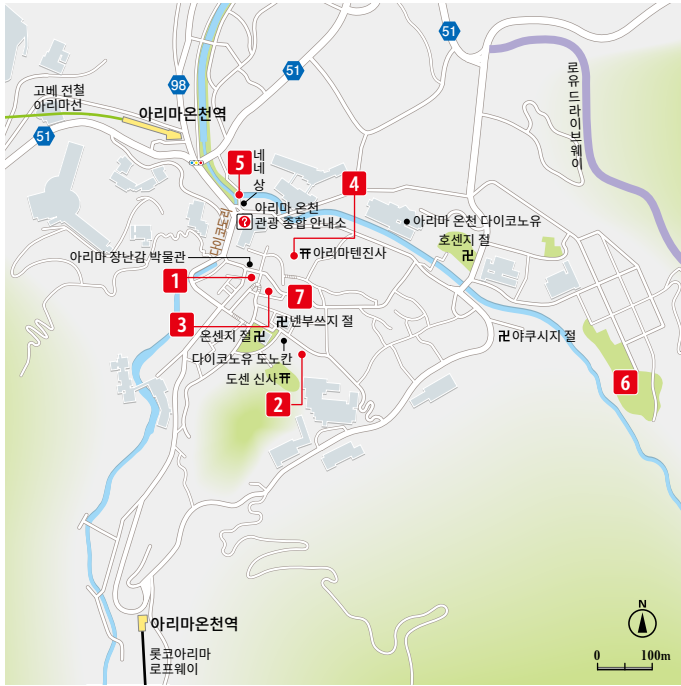 51
98
51
고베 전철
아리마선
아리마온천역
51
로유 드라이브웨이
5
네네상
4
아리마 온천
관광 종합 안내소
?
다이코도리
아리마 온천 다이코노유
호센지 절
아리마 장난감 박물관
아리마텐진사
1
7
3
넨부쓰지 절
온센지 절
야쿠시지 절
다이코노유 도노칸
도센 신사
6
2
아리마온천역
롯코아리마
로프웨이
N
0 100m